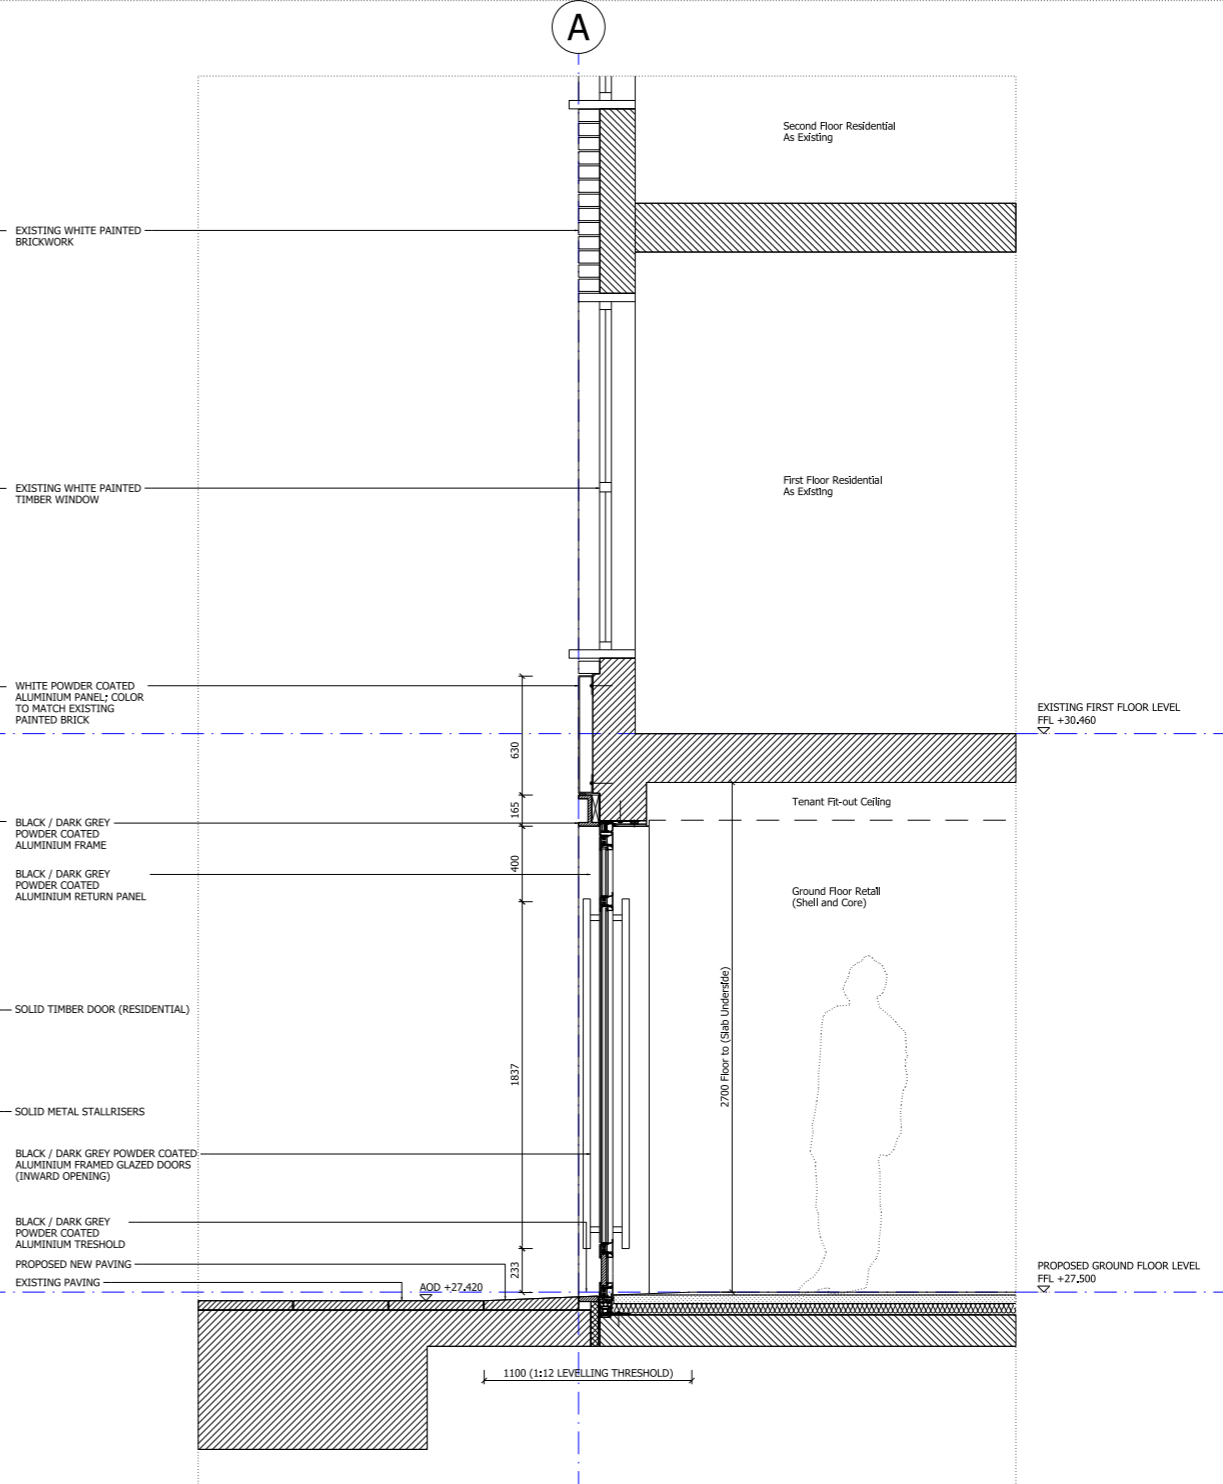 A
Second Floor Residential
As Existing
EXISTING WHITE PAINTED
BRICKWORK
EXISTING WHITE PAINTED
TIMBER WINDOW
First Floor Residential
As Existing
WHITE POWDER COATED
ALUMINIUM PANEL; COLOR
TO MATCH EXISTING
PAINTED BRICK
EXISTING FIRST FLOOR LEVEL
FFL +30.460
630
165
400
1837
233
Tenant Fit-out Ceiling
BLACK / DARK GREY
POWDER COATED
ALUMINIUM FRAME
BLACK / DARK GREY
POWDER COATED
ALUMINIUM RETURN PANEL
Ground Floor Retail
(Shell and Core)
2700 Floor to (Slab Underside)
SOLID TIMBER DOOR (RESIDENTIAL)
SOLID METAL STALLRISERS
BLACK / DARK GREY POWDER COATED
ALUMINIUM FRAMED GLAZED DOORS
(INWARD OPENING)
BLACK / DARK GREY
POWDER COATED
ALUMINIUM TRESHOLD
PROPOSED NEW PAVING
EXISTING PAVING
AOD +27.420
PROPOSED GROUND FLOOR LEVEL
FFL +27.500
1100 (1:12 LEVELLING THRESHOLD)